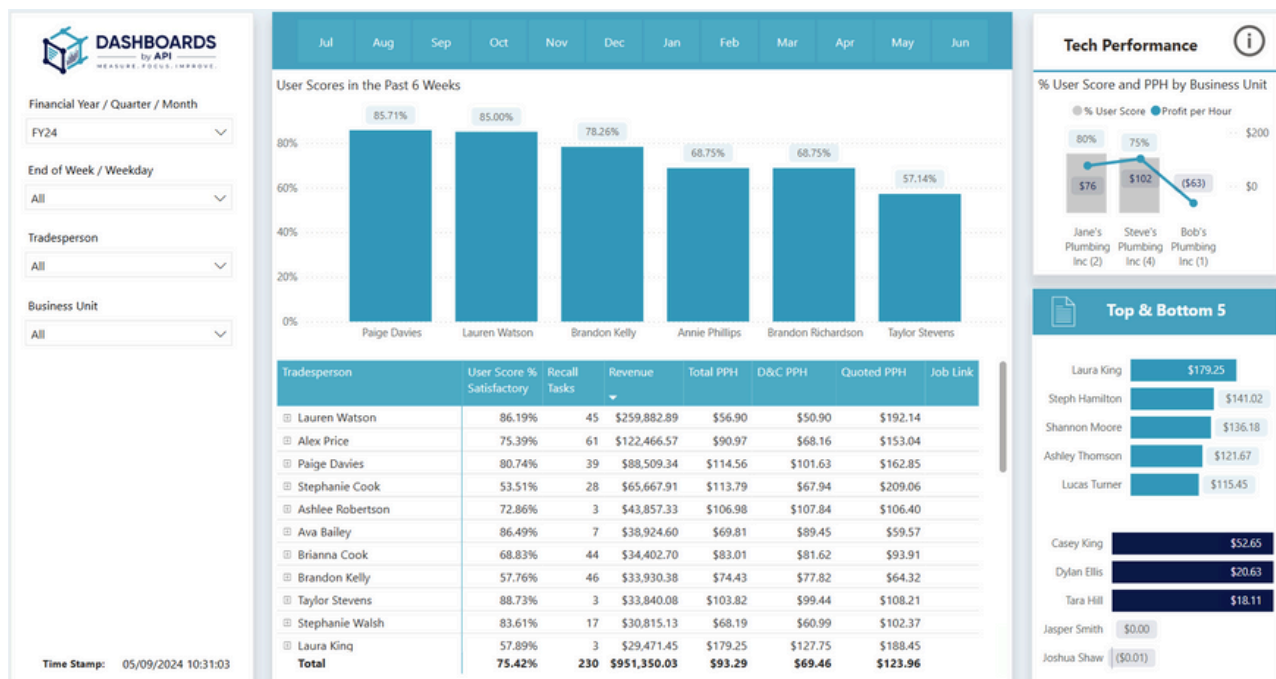 DASHBOARDS
by API
MEASURE. FOCUS. IMPROVE.
Financial Year / Quarter / Month
FY24
End of Week / Weekday
All
Tradesperson
All
Business Unit
All
Time Stamp: 05/09/2024 10:31:03
Jul Aug Sep Oct Nov Dec Jan Feb Mar Apr May Jun
User Scores in the Past 6 Weeks
80%
60%
40%
20%
0%
85.71% 85.00% 78.26% 68.75% 68.75% 57.14%
Paige Davies Lauren Watson Brandon Kelly Annie Phillips Brandon Richardson Taylor Stevens
Tradesperson User Score % Satisfactory Recall Tasks Revenue Total PPH D&C PPH Quoted PPH Job Link
Lauren Watson 86.19% 45 $259,882.89 $56.90 $50.90 $192.14
Alex Price 75.39% 61 $122,466.57 $90.97 $68.16 $153.04
Paige Davies 80.74% 39 $88,509.34 $114.56 $101.63 $162.85
Stephanie Cook 53.51% 28 $65,667.91 $113.79 $67.94 $209.06
Ashlee Robertson 72.86% 3 $43,857.33 $106.98 $107.84 $106.40
Ava Bailey 86.49% 7 $38,924.60 $69.81 $89.45 $59.57
Brianna Cook 68.83% 44 $34,402.70 $83.01 $81.62 $93.91
Brandon Kelly 57.76% 46 $33,930.38 $74.43 $77.82 $64.32
Taylor Stevens 88.73% 3 $33,840.08 $103.82 $99.44 $108.21
Stephanie Walsh 83.61% 17 $30,815.13 $68.19 $60.99 $102.37
Laura King 57.89% 3 $29,471.45 $179.25 $127.75 $188.45
Total 75.42% 230 $951,350.03 $93.29 $69.46 $123.96
Tech Performance
i
% User Score and PPH by Business Unit
% User Score Profit per Hour
$200
$0
80% 75%
$76 $102 ($63)
Jane's Plumbing Inc (2)
Steve's Plumbing Inc (4)
Bob's Plumbing Inc (1)
Top & Bottom 5
Laura King $179.25
Steph Hamilton $141.02
Shannon Moore $136.18
Ashley Thomson $121.67
Lucas Turner $115.45
Casey King $52.65
Dylan Ellis $20.63
Tara Hill $18.11
Jasper Smith $0.00
Joshua Shaw ($0.01)